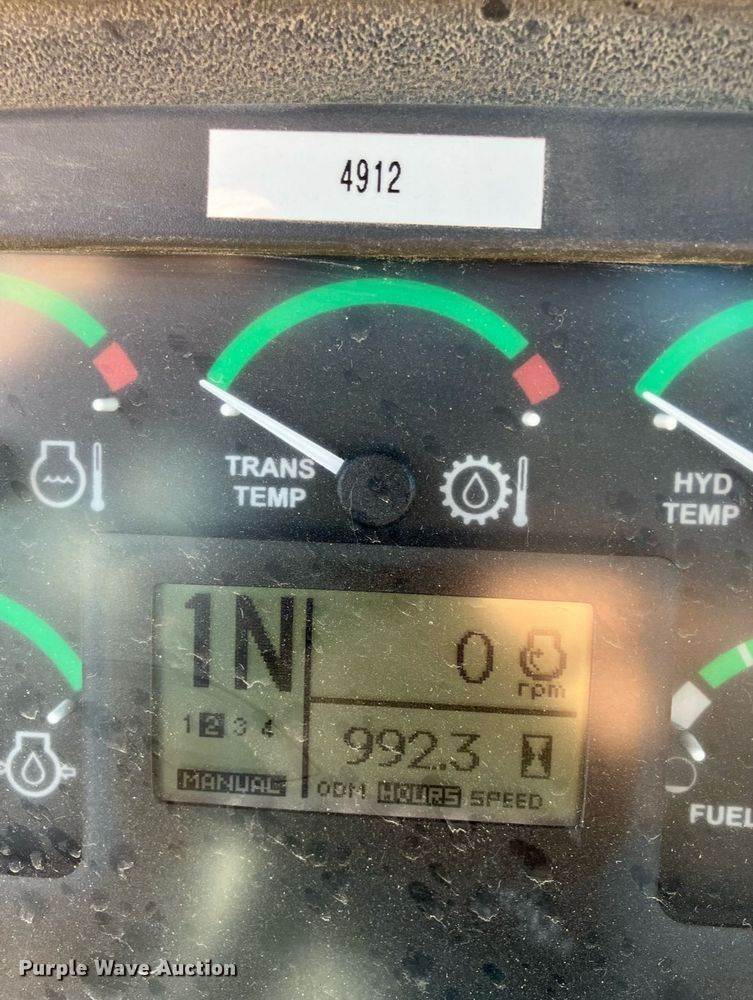 4912
TRANS
TEMP
HYD
TEMP
1N
0
rpm
1 2 3 4
992.3
MANUAL
ODM HOURS SPEED
FUEL
Purple Wave Auction